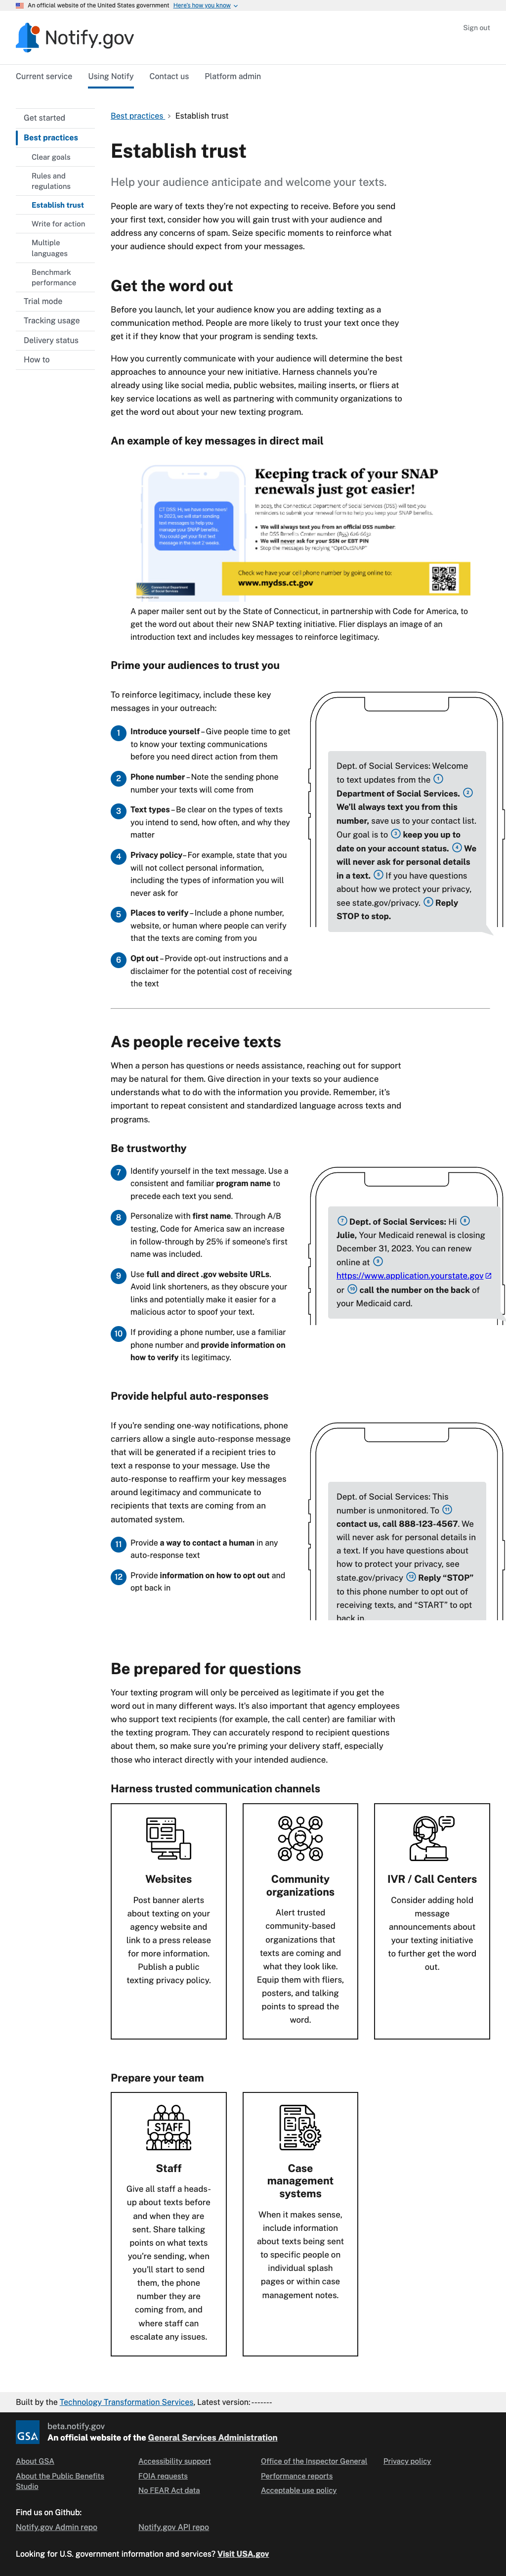 An official website of the United States government Here's how you know
Notify.gov
Sign out
Current service Using Notify Contact us Platform admin
Get started
Best practices
Clear goals
Rules and
regulations
Establish trust
Write for action
Multiple
languages
Benchmark
performance
Trial mode
Tracking usage
Delivery status
How to
Best practices > Establish trust
Establish trust
Help your audience anticipate and welcome your texts.
People are wary of texts they're not expecting to receive. Before you send
your first text, consider how you will gain trust with your audience and
address any concerns of spam. Seize specific moments to reinforce what
your audience should expect from your messages.
Get the word out
Before you launch, let your audience know you are adding texting as a
communication method. People are more likely to trust your text once they
get it if they know that your program is sending texts.
How you currently communicate with your audience will determine the best
approaches to announce your new initiative. Harness channels you're
already using like social media, public websites, mailing inserts, or fliers at
key service locations as well as partnering with community organizations to
get the word out about your new texting program.
An example of key messages in direct mail
CT DSS: Hi there!
In 2023, we will start sending
text messages to help you
manage your SNAP benefits.
You could get your first text
message in the next 2 weeks.
Connecticut Department
of Social Services
Keeping track of your SNAP
renewals just got easier!
In 2023, the Connecticut Department of Social Services (DSS) will text you
reminders to submit your renewal form to help you keep your SNAP benefits.
We will always text you from an official DSS number:
the DSS Benefits Center number (855) 626-6632
We will never ask for your SSN or EBT PIN
Stop the messages by replying "OptOutSNAP"
Check we have your cell phone number by going online to:
www.mydss.ct.gov
A paper mailer sent out by the State of Connecticut, in partnership with Code for America, to
get the word out about their new SNAP texting initiative. Flier displays an image of an
introduction text and includes key messages to reinforce legitimacy.
Prime your audiences to trust you
To reinforce legitimacy, include these key
messages in your outreach:
1 Introduce yourself – Give people time to get
to know your texting communications
before you need direct action from them
2 Phone number – Note the sending phone
number your texts will come from
3 Text types – Be clear on the types of texts
you intend to send, how often, and why they
matter
4 Privacy policy – For example, state that you
will not collect personal information,
including the types of information you will
never ask for
5 Places to verify – Include a phone number,
website, or human where people can verify
that the texts are coming from you
6 Opt out – Provide opt-out instructions and a
disclaimer for the potential cost of receiving
the text
Dept. of Social Services: Welcome
to text updates from the 1
Department of Social Services. 2
We'll always text you from this
number, save us to your contact list.
Our goal is to 3 keep you up to
date on your account status. 4 We
will never ask for personal details
in a text. 5 If you have questions
about how we protect your privacy,
see state.gov/privacy. 6 Reply
STOP to stop.
As people receive texts
When a person has questions or needs assistance, reaching out for support
may be natural for them. Give direction in your texts so your audience
understands what to do with the information you provide. Remember, it's
important to repeat consistent and standardized language across texts and
programs.
Be trustworthy
7 Identify yourself in the text message. Use a
consistent and familiar program name to
precede each text you send.
8 Personalize with first name. Through A/B
testing, Code for America saw an increase
in follow-through by 25% if someone's first
name was included.
9 Use full and direct .gov website URLs.
Avoid link shorteners, as they obscure your
links and potentially make it easier for a
malicious actor to spoof your text.
10 If providing a phone number, use a familiar
phone number and provide information on
how to verify its legitimacy.
7 Dept. of Social Services: Hi 8
Julie, Your Medicaid renewal is closing
December 31, 2023. You can renew
online at 9
https://www.application.yourstate.gov
or 10 call the number on the back of
your Medicaid card.
Provide helpful auto-responses
If you're sending one-way notifications, phone
carriers allow a single auto-response message
that will be generated if a recipient tries to
text a response to your message. Use the
auto-response to reaffirm your key messages
around legitimacy and communicate to
recipients that texts are coming from an
automated system.
11 Provide a way to contact a human in any
auto-response text
12 Provide information on how to opt out and
opt back in
Dept. of Social Services: This
number is unmonitored. To 11
contact us, call 888-123-4567. We
will never ask for personal details in
a text. If you have questions about
how to protect your privacy, see
state.gov/privacy 12 Reply “STOP”
to this phone number to opt out of
receiving texts, and “START” to opt
back in
Be prepared for questions
Your texting program will only be perceived as legitimate if you get the
word out in many different ways. It's also important that agency employees
who support text recipients (for example, the call center) are familiar with
the texting program. They can accurately respond to recipient questions
about them, so make sure you're priming your delivery staff, especially
those who interact directly with your intended audience.
Harness trusted communication channels
Websites
Post banner alerts
about texting on your
agency website and
link to a press release
for more information.
Publish a public
texting privacy policy.
Community
organizations
Alert trusted
community-based
organizations that
texts are coming and
what they look like.
Equip them with fliers,
posters, and talking
points to spread the
word.
IVR / Call Centers
Consider adding hold
message
announcements about
your texting initiative
to further get the word
out.
Prepare your team
STAFF
Staff
Give all staff a heads-
up about texts before
and when they are
sent. Share talking
points on what texts
you're sending, when
you'll start to send
them, the phone
number they are
coming from, and
where staff can
escalate any issues.
Case
management
systems
When it makes sense,
include information
about texts being sent
to specific people on
individual splash
pages or within case
management notes.
Built by the Technology Transformation Services, Latest version: -------
GSA
beta.notify.gov
An official website of the General Services Administration
About GSA Accessibility support Office of the Inspector General Privacy policy
About the Public Benefits
Studio
FOIA requests Performance reports
No FEAR Act data Acceptable use policy
Find us on Github:
Notify.gov Admin repo Notify.gov API repo
Looking for U.S. government information and services? Visit USA.gov